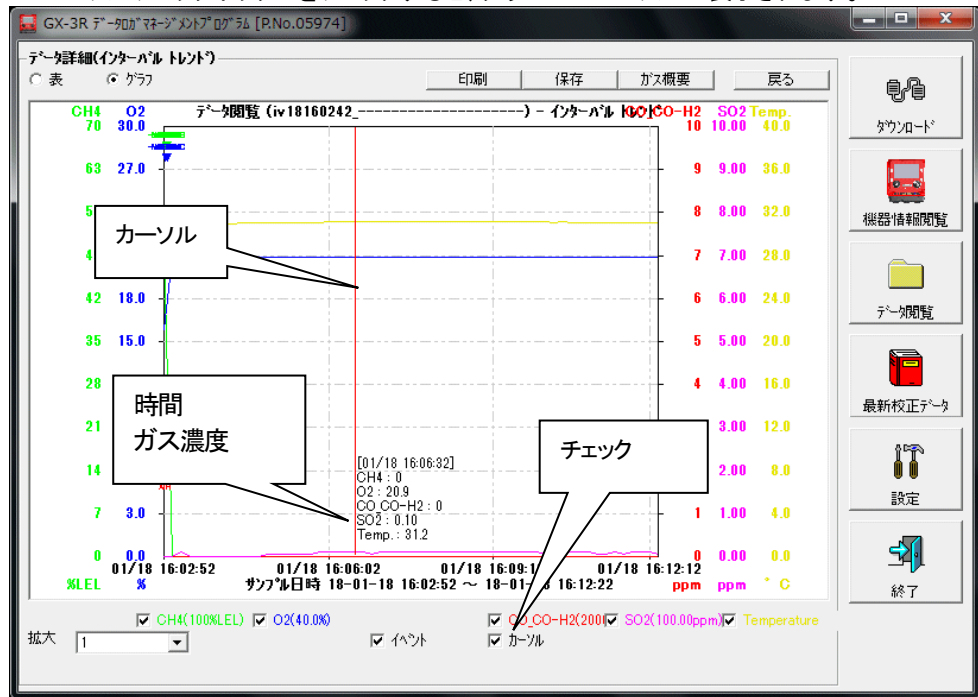 GX-3R ﾃﾞｰﾀﾛｶﾞﾏﾈｰｼﾞﾒﾝﾄﾌﾟﾛｸﾞﾗﾑ [P.No.05974]
ﾃﾞｰﾀ詳細(ｲﾝﾀｰﾊﾞﾙ ﾄﾚﾝﾄﾞ)
表 ｸﾞﾗﾌ 印刷 保存 ｶﾞｽ概要 戻る
CH4 O2 ﾃﾞｰﾀ閲覧 (iv18160242_----------------------) - ｲﾝﾀｰﾊﾞﾙ ﾄﾚﾝﾄﾞ CO_CO-H2 SO2 Temp.
70 30.0 10 10.00 40.0
63 27.0 9 9.00 36.0
5 8 8.00 32.0
カーソル
4 7 7.00 28.0
42 18.0 6 6.00 24.0
35 15.0 5 5.00 20.0
28 4 4.00 16.0
時間
ガス濃度
21 3.00 12.0
チェック
14 2.00 8.0
[01/18 16:06:32]
CH4 : 0
O2 : 20.9
CO_CO-H2 : 0
SO2 : 0.10
Temp. : 31.2
7 3.0 1 1.00 4.0
0 0.0 0 0.00 0.0
01/18 16:02:52 01/18 16:06:02 01/18 16:09:1 01/18 16:12:12
%LEL % ｻﾝﾌﾟﾙ日時 18-01-18 16:02:52 ～ 18-01-18 16:12:22 ppm ppm ﾟC
CH4(100%LEL) O2(40.0%) CO_CO-H2(200 SO2(100.00ppm) Temperature
拡大 1 ｲﾍﾞﾝﾄ ｶｰｿﾙ
ﾀﾞｳﾝﾛｰﾄﾞ
機器情報閲覧
ﾃﾞｰﾀ閲覧
最新校正ﾃﾞｰﾀ
設定
終了